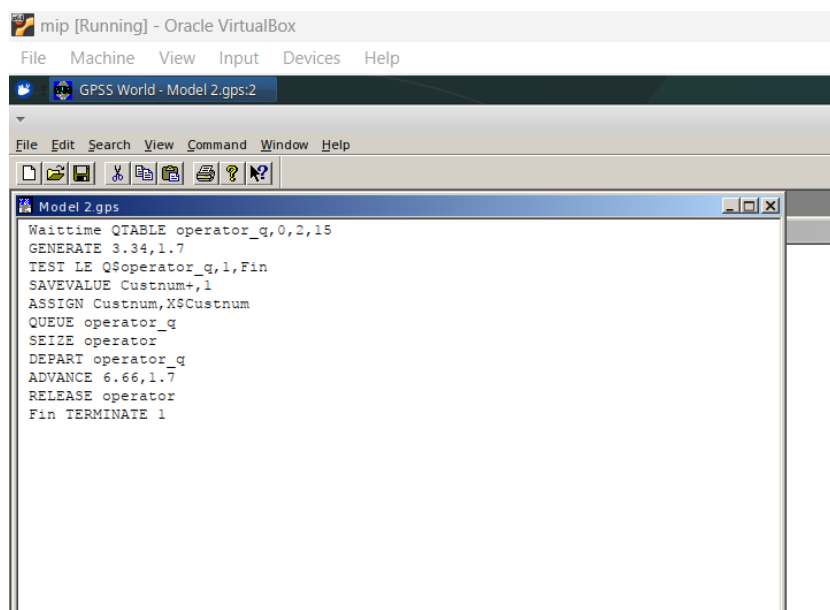 mip [Running] - Oracle VirtualBox
File Machine View Input Devices Help
GPSS World - Model 2.gps:2
File Edit Search View Command Window Help
Model 2.gps
Waittime QTABLE operator_q,0,2,15
GENERATE 3.34,1.7
TEST LE Q$operator_q,1,Fin
SAVEVALUE Custnum+,1
ASSIGN Custnum,X$Custnum
QUEUE operator_q
SEIZE operator
DEPART operator_q
ADVANCE 6.66,1.7
RELEASE operator
Fin TERMINATE 1